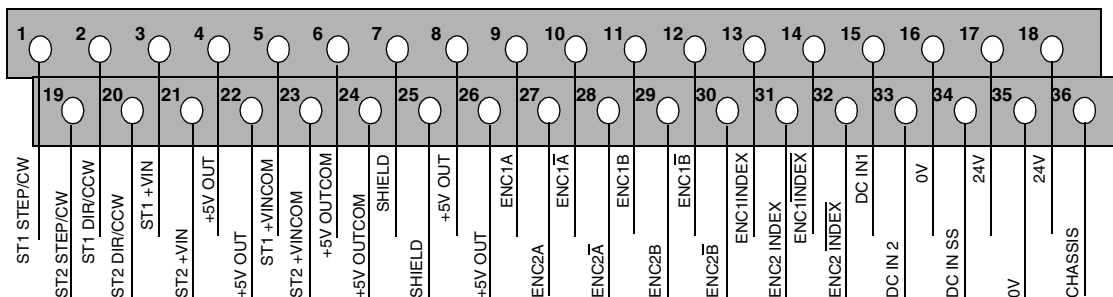 1 2 3 4 5 6 7 8 9 10 11 12 13 14 15 16 17 18
19 20 21 22 23 24 25 26 27 28 29 30 31 32 33 34 35 36
ST1 STEP/CW
ST2 STEP/CW
ST1 DIR/CCW
ST2 DIR/CCW
ST1 +VIN
ST2 +VIN
+5V OUT
+5V OUT
ST1 +VINCOM
ST2 +VINCOM
+5V OUTCOM
+5V OUTCOM
SHIELD
SHIELD
+5V OUT
+5V OUT
ENC1A
ENC2A
ENC1A̅
ENC2A̅
ENC1B
ENC2B
ENC1B̅
ENC2B̅
ENC1INDEX
ENC2 INDEX
ENC1I̅N̅D̅E̅X̅
ENC2 I̅N̅D̅E̅X̅
DC IN1
DC IN 2
0V
DC IN SS
24V
0V
24V
CHASSIS